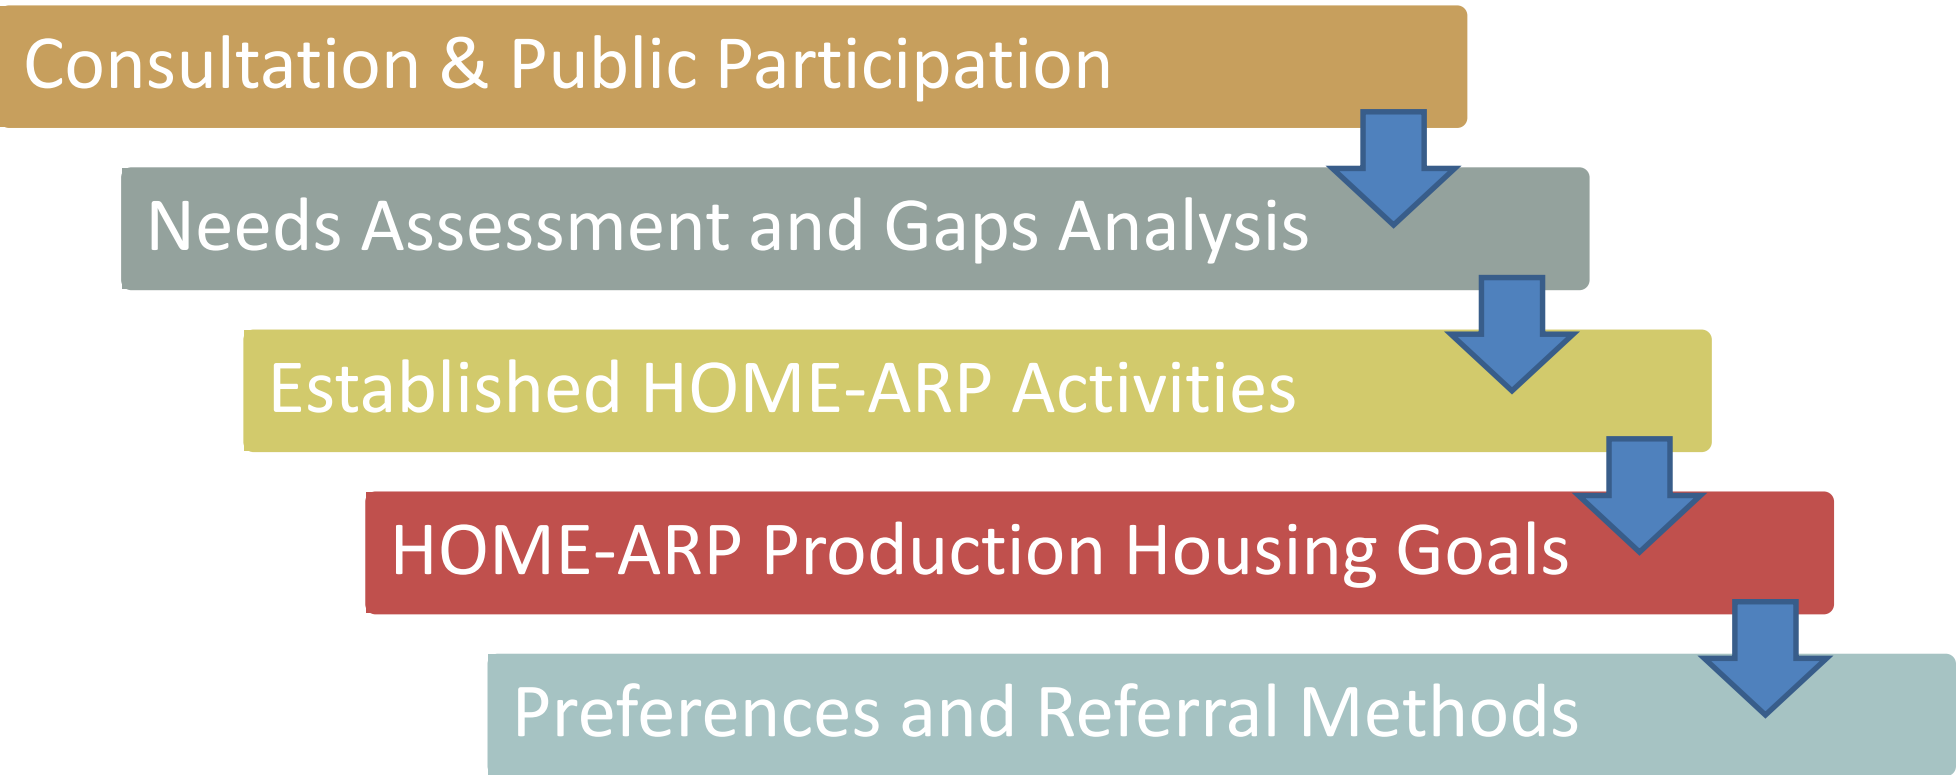 Consultation & Public Participation
Needs Assessment and Gaps Analysis
Established HOME-ARP Activities
HOME-ARP Production Housing Goals
Preferences and Referral Methods